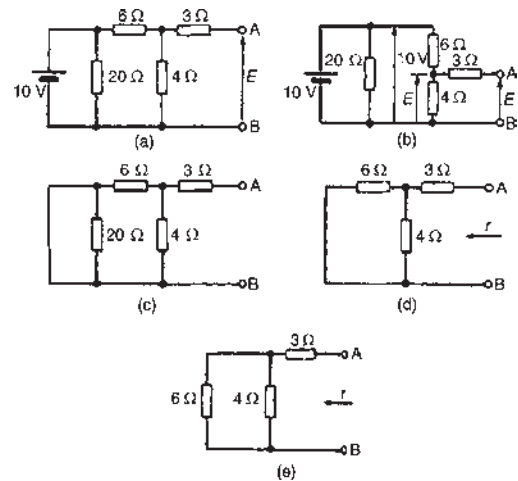 6 Ω 3 Ω A
20 Ω 4 Ω E
10 V B
(a)
6 Ω
20 Ω 10 V 3 Ω A
10 V E 4 Ω E
B
(b)
6 Ω 3 Ω A
20 Ω 4 Ω
B
(c)
6 Ω 3 Ω A
4 Ω r
B
(d)
3 Ω A
6 Ω 4 Ω r
B
(e)